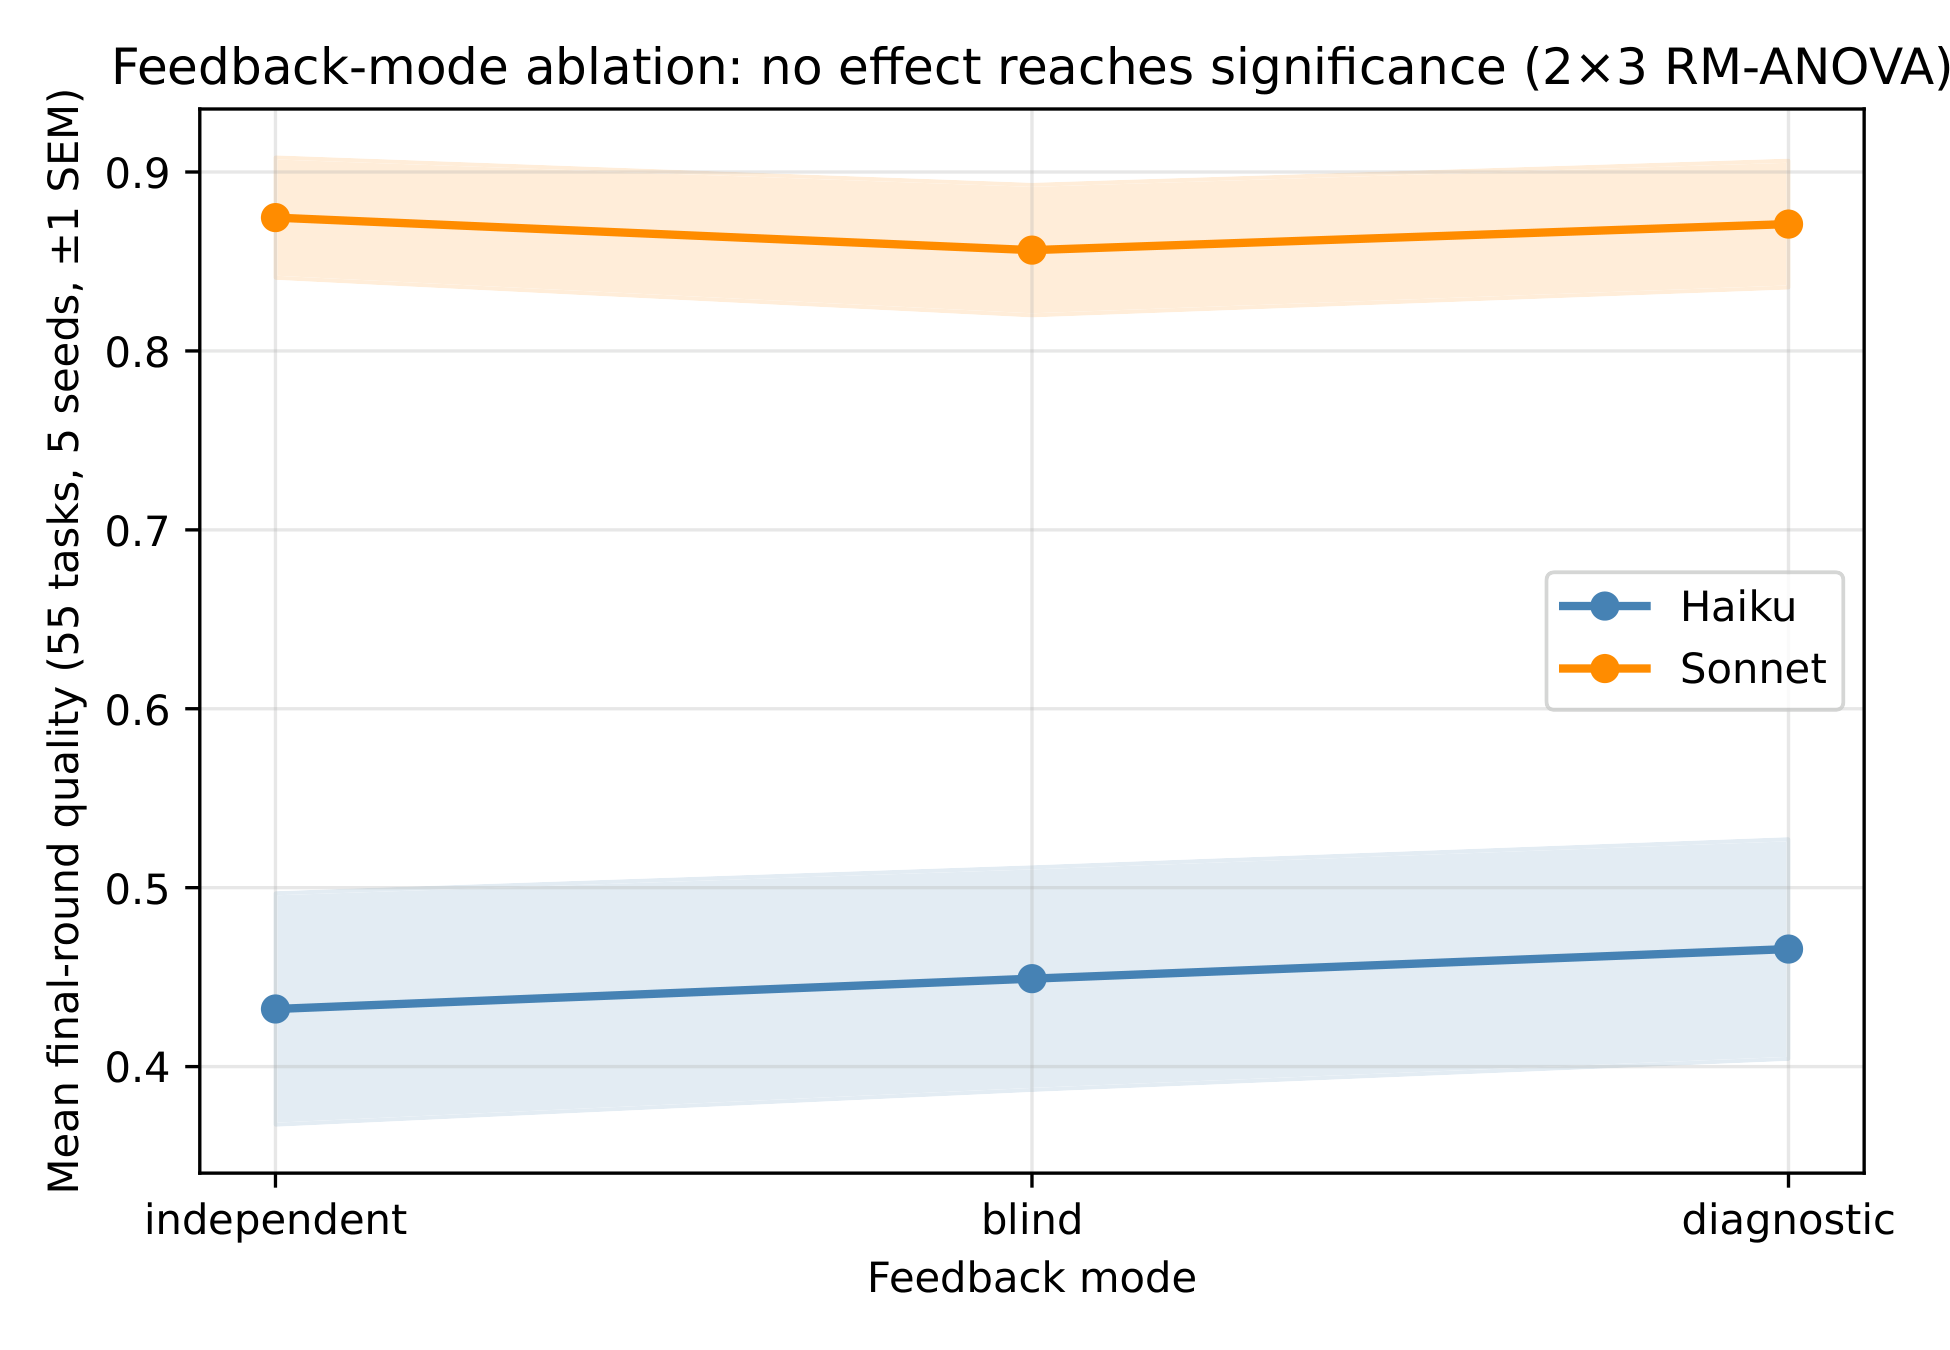 Feedback-mode ablation: no effect reaches significance (2×3 RM-ANOVA)
Mean final-round quality (55 tasks, 5 seeds, ±1 SEM)
0.9
0.8
0.7
0.6
0.5
0.4
Haiku
Sonnet
independent
blind
diagnostic
Feedback mode